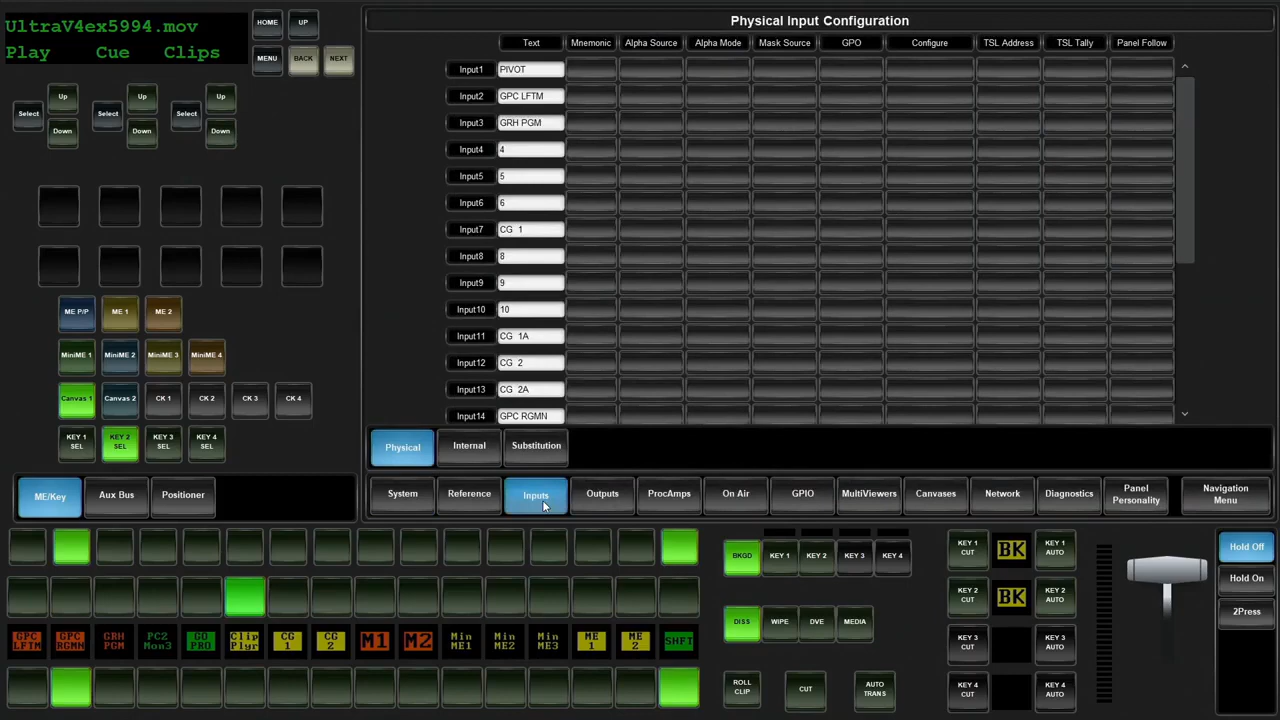 UltraV4ex5994.mov
Play Cue Clips
HOME UP
MENU BACK NEXT
Select Up Down Select Up Down Select Up Down
ME P/P ME 1 ME 2
MiniME 1 MiniME 2 MiniME 3 MiniME 4
Canvas 1 Canvas 2 CK 1 CK 2 CK 3 CK 4
KEY 1 SEL KEY 2 SEL KEY 3 SEL KEY 4 SEL
ME/Key Aux Bus Positioner
Physical Input Configuration
Text Mnemonic Alpha Source Alpha Mode Mask Source GPO Configure TSL Address TSL Tally Panel Follow
Input1 PIVOT
Input2 GPC LFTM
Input3 GRH PGM
Input4 4
Input5 5
Input6 6
Input7 CG 1
Input8 8
Input9 9
Input10 10
Input11 CG 1A
Input12 CG 2
Input13 CG 2A
Input14 GPC RGMN
Physical Internal Substitution
System Reference Inputs Outputs ProcAmps On Air GPIO MultiViewers Canvases Network Diagnostics Panel Personality Navigation Menu
GPC LFTM GPC RGMN GRH PGM PC2 Mon3 GO PRO Clip Plyr CG 1 CG 2 M1 M2 Min ME1 Min ME2 Min ME3 ME 1 ME 2 SHFT
BKGD KEY 1 KEY 2 KEY 3 KEY 4
DISS WIPE DVE MEDIA
ROLL CLIP CUT AUTO TRANS
KEY 1 CUT BK KEY 1 AUTO
KEY 2 CUT BK KEY 2 AUTO
KEY 3 CUT KEY 3 AUTO
KEY 4 CUT KEY 4 AUTO
Hold Off
Hold On
2Press